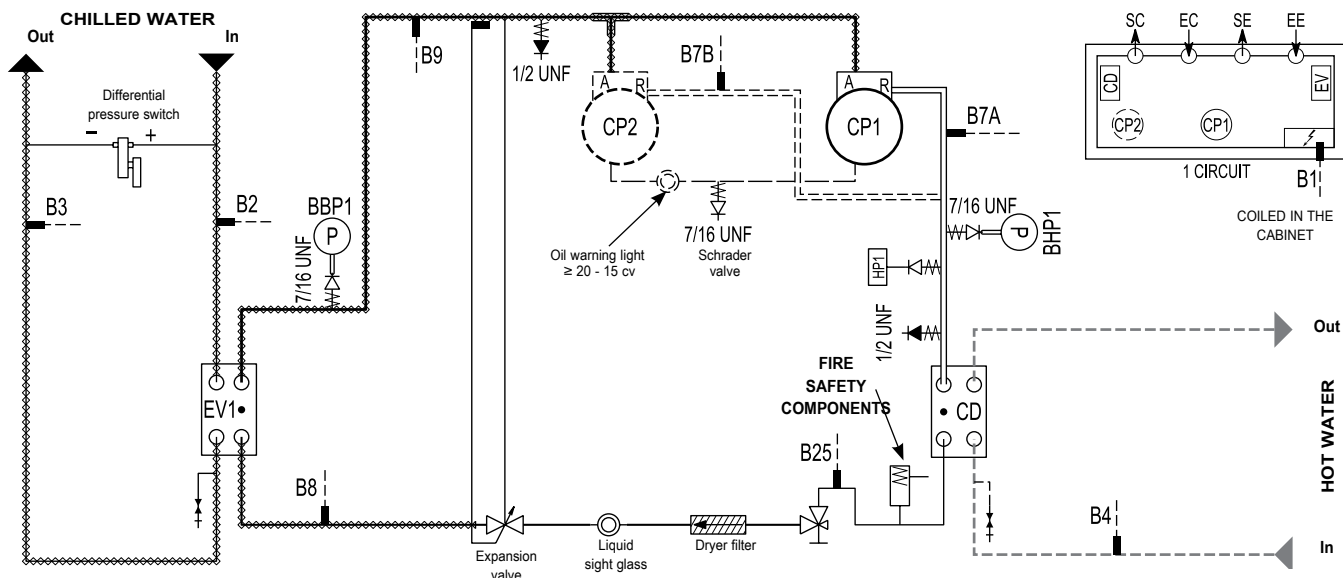 CHILLED WATER
Out
In
B9
1/2 UNF
B7B
A
R
CP2
A
R
CP1
B7A
SC
EC
SE
EE
CD
EV
CP2
CP1
1 CIRCUIT
B1
COILED IN THE
CABINET
Differential
pressure switch
-
+
B3
B2
BBP1
P
7/16 UNF
Oil warning light
≥ 20 - 15 cv
7/16 UNF
Schrader
valve
7/16 UNF
P
BHP1
HP1
1/2 UNF
FIRE
SAFETY
COMPONENTS
Out
HOT WATER
In
EV1
CD
B8
B25
B4
Expansion
valve
Liquid
sight glass
Dryer filter